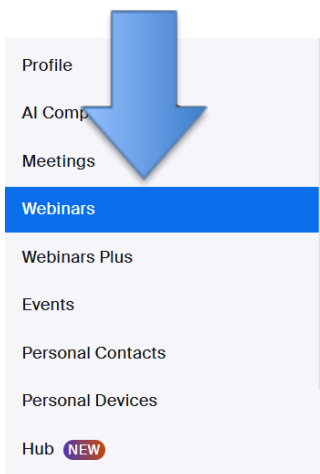 Profile
AI Comp
Meetings
Webinars
Webinars Plus
Events
Personal Contacts
Personal Devices
Hub NEW